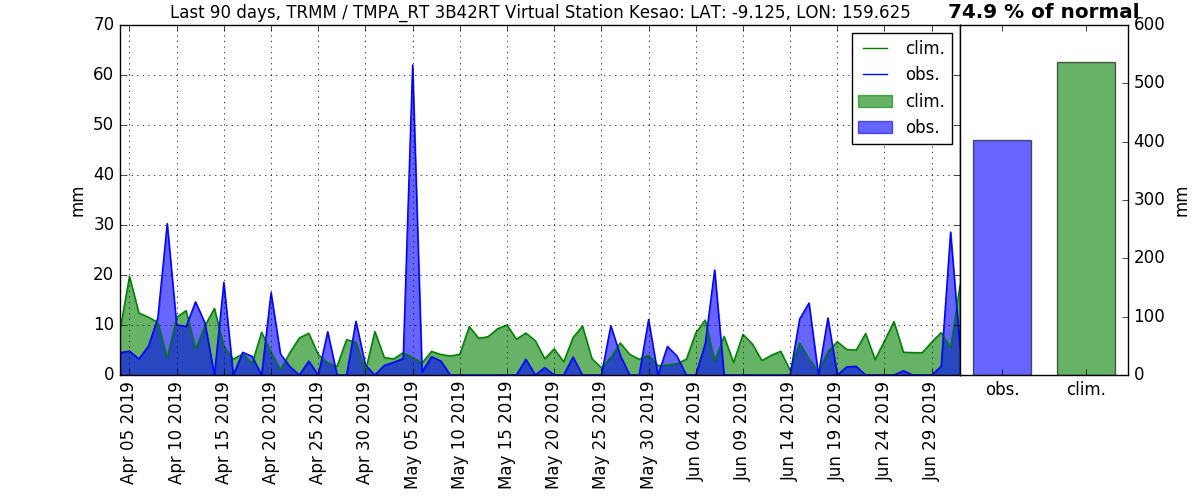 Last 90 days, TRMM / TMPA_RT 3B42RT Virtual Station Kesao: LAT: -9.125, LON: 159.625
74.9 % of normal
70
60
50
40
30
20
10
0
mm
clim.
obs.
clim.
obs.
Apr 05 2019
Apr 10 2019
Apr 15 2019
Apr 20 2019
Apr 25 2019
Apr 30 2019
May 05 2019
May 10 2019
May 15 2019
May 20 2019
May 25 2019
May 30 2019
Jun 04 2019
Jun 09 2019
Jun 14 2019
Jun 19 2019
Jun 24 2019
Jun 29 2019
600
500
400
300
200
100
0
mm
obs.
clim.